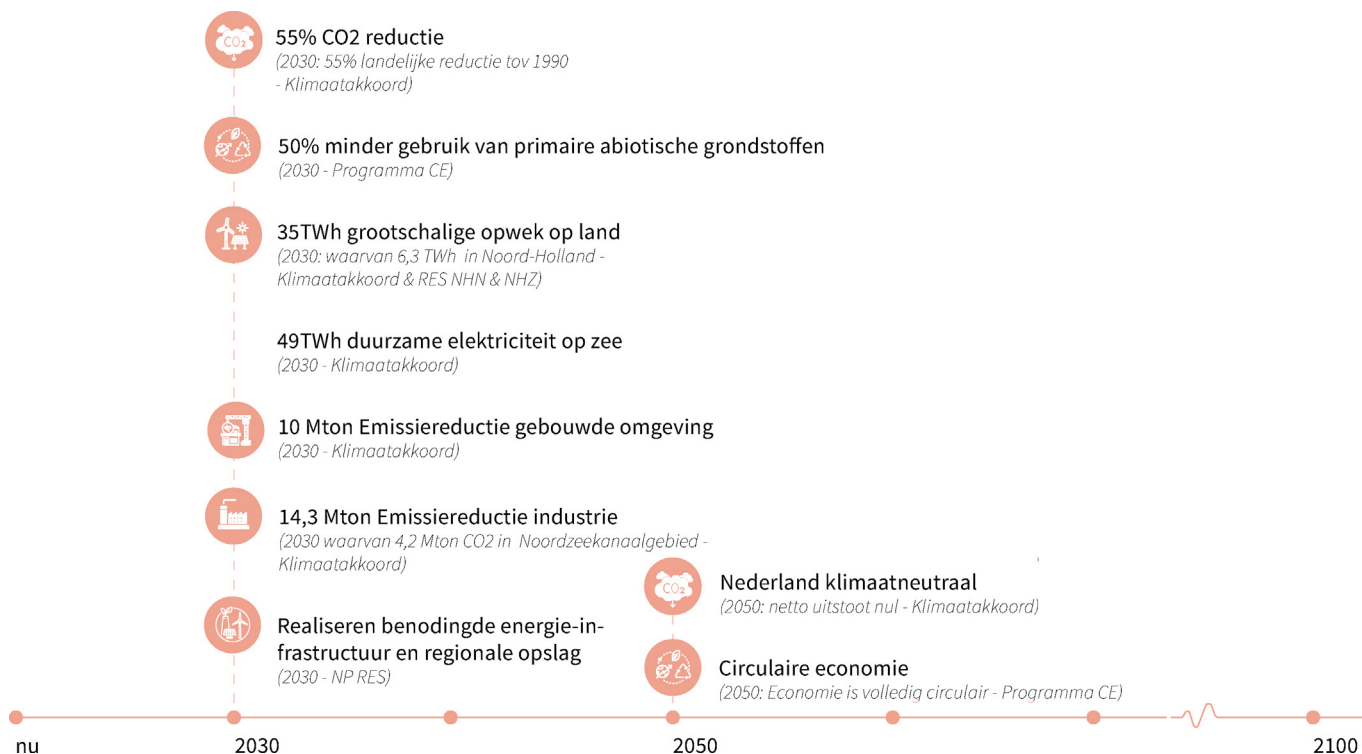 CO₂
55% CO2 reductie
(2030: 55% landelijke reductie tov 1990
- Klimaatakkoord)
50% minder gebruik van primaire abiotische grondstoffen
(2030 - Programma CE)
35TWh grootschalige opwek op land
(2030: waarvan 6,3 TWh in Noord-Holland -
Klimaatakkoord & RES NHN & NHZ)
49TWh duurzame elektriciteit op zee
(2030 - Klimaatakkoord)
10 Mton Emissiereductie gebouwde omgeving
(2030 - Klimaatakkoord)
14,3 Mton Emissiereductie industrie
(2030 waarvan 4,2 Mton CO2 in Noordzeekanaalgebied -
Klimaatakkoord)
Realiseren benodingde energie-in-
frastructuur en regionale opslag
(2030 - NP RES)
CO₂
Nederland klimaatneutraal
(2050: netto uitstoot nul - Klimaatakkoord)
Circulaire economie
(2050: Economie is volledig circulair - Programma CE)
nu
2030
2050
2100